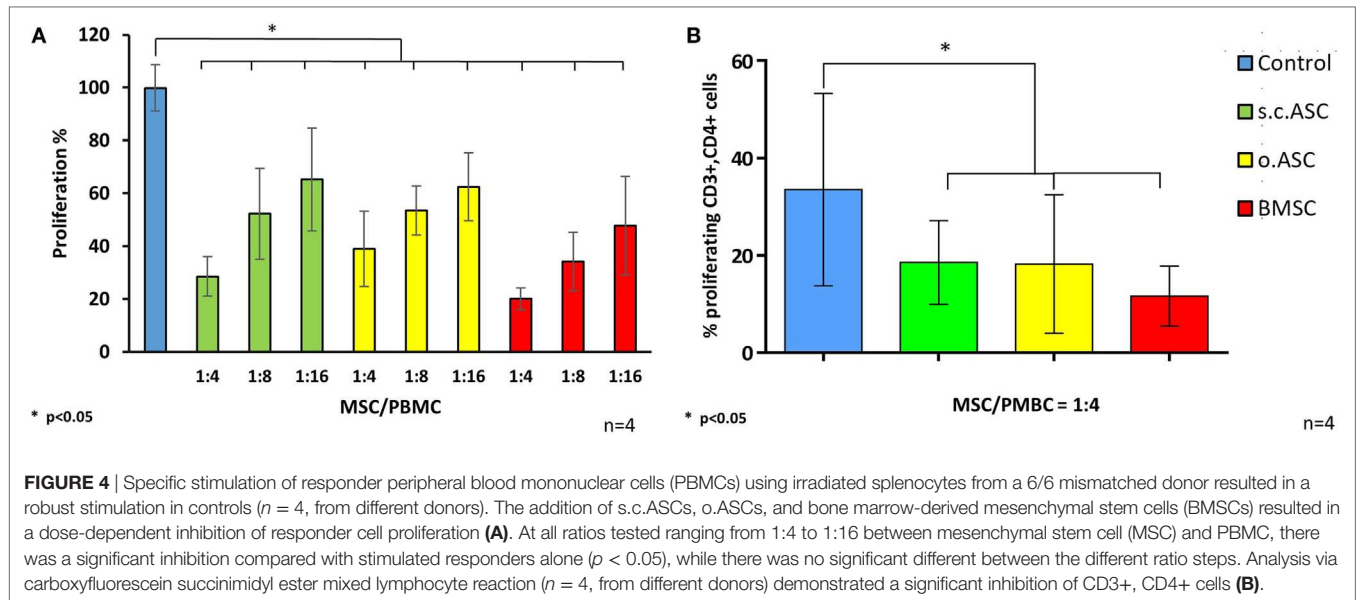 A
*
120
100
80
60
40
20
0
Proliferation %
1:4 1:8 1:16 1:4 1:8 1:16 1:4 1:8 1:16
MSC/PBMC
* p<0.05
n=4
B
*
60
40
20
0
% proliferating CD3+,CD4+ cells
MSC/PMBC = 1:4
* p<0.05
n=4
Control
s.c.ASC
o.ASC
BMSC
FIGURE 4 | Specific stimulation of responder peripheral blood mononuclear cells (PBMCs) using irradiated splenocytes from a 6/6 mismatched donor resulted in a
robust stimulation in controls (n = 4, from different donors). The addition of s.c.ASCs, o.ASCs, and bone marrow-derived mesenchymal stem cells (BMSCs) resulted in
a dose-dependent inhibition of responder cell proliferation (A). At all ratios tested ranging from 1:4 to 1:16 between mesenchymal stem cell (MSC) and PBMC, there
was a significant inhibition compared with stimulated responders alone (p < 0.05), while there was no significant different between the different ratio steps. Analysis via
carboxyfluorescein succinimidyl ester mixed lymphocyte reaction (n = 4, from different donors) demonstrated a significant inhibition of CD3+, CD4+ cells (B).